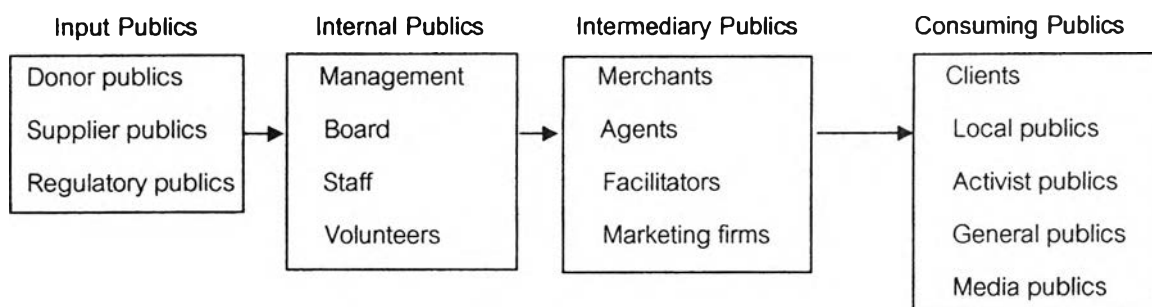 Input Publics
Donor publics
Supplier publics
Regulatory publics
Internal Publics
Management
Board
Staff
Volunteers
Intermediary Publics
Merchants
Agents
Facilitators
Marketing firms
Consuming Publics
Clients
Local publics
Activist publics
General publics
Media publics